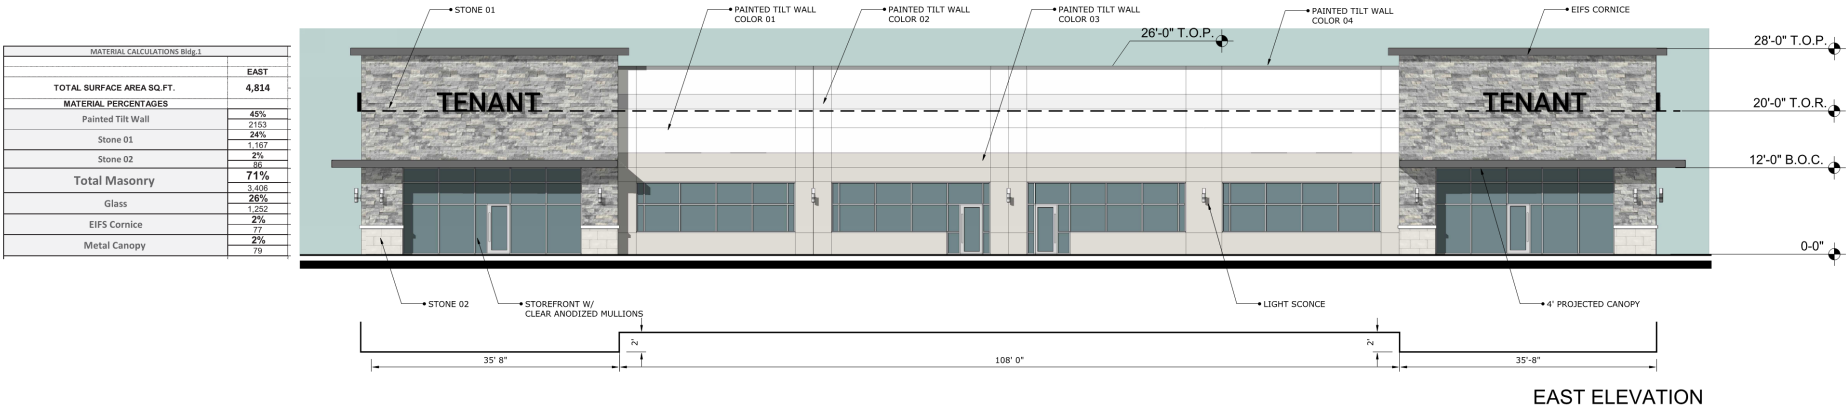 STONE 01
PAINTED TILT WALL
COLOR 01
PAINTED TILT WALL
COLOR 02
PAINTED TILT WALL
COLOR 03
PAINTED TILT WALL
COLOR 04
EIFS CORNICE
26'-0" T.O.P.
28'-0" T.O.P.
20'-0" T.O.R.
12'-0" B.O.C.
0-0"
MATERIAL CALCULATIONS Bldg.1
EAST
TOTAL SURFACE AREA SQ.FT. 4,814
MATERIAL PERCENTAGES
Painted Tilt Wall 45%
2153
Stone 01 24%
1,167
Stone 02 2%
86
Total Masonry 71%
3,406
Glass 26%
1,252
EIFS Cornice 2%
77
Metal Canopy 2%
79
TENANT
TENANT
STONE 02
STOREFRONT W/
CLEAR ANODIZED MULLIONS
LIGHT SCONCE
4' PROJECTED CANOPY
2'
2'
35' 8"
108' 0"
35'-8"
EAST ELEVATION